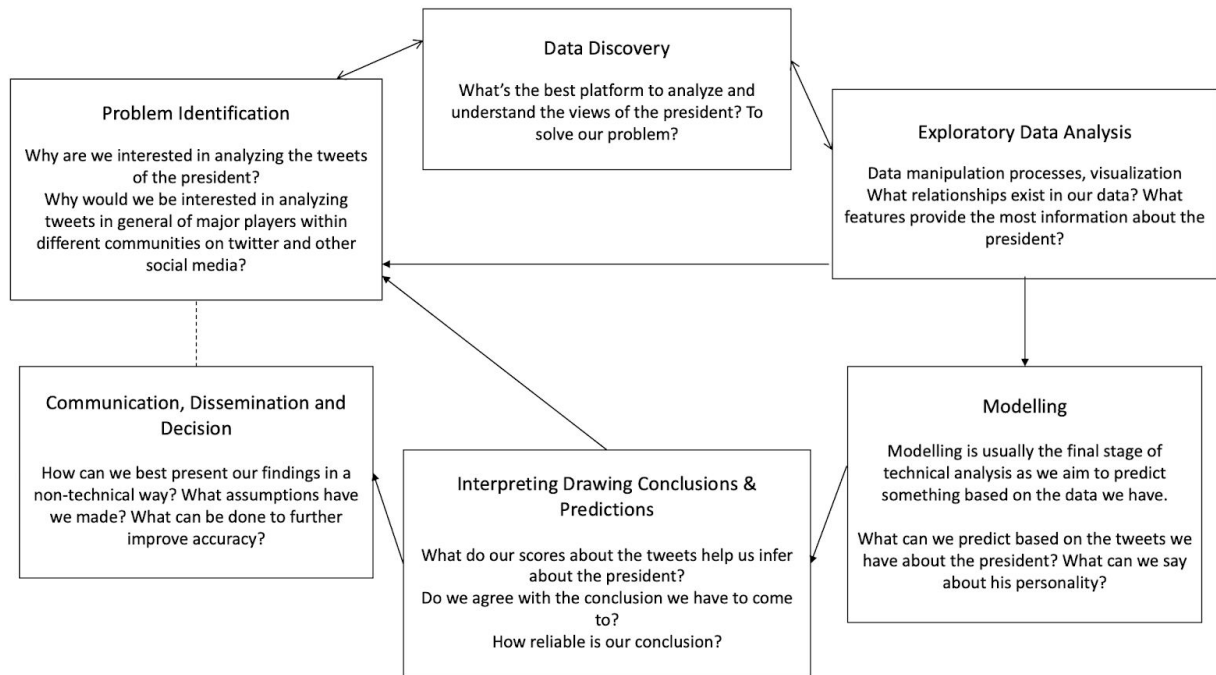 Data Discovery
What's the best platform to analyze and
understand the views of the president? To
solve our problem?
Problem Identification
Why are we interested in analyzing the tweets
of the president?
Why would we be interested in analyzing
tweets in general of major players within
different communities on twitter and other
social media?
Exploratory Data Analysis
Data manipulation processes, visualization
What relationships exist in our data? What
features provide the most information about the
president?
Modelling
Modelling is usually the final stage of
technical analysis as we aim to predict
something based on the data we have.
What can we predict based on the tweets we
have about the president? What can we say
about his personality?
Interpreting Drawing Conclusions &
Predictions
What do our scores about the tweets help us infer
about the president?
Do we agree with the conclusion we have to come
to?
How reliable is our conclusion?
Communication, Dissemination and
Decision
How can we best present our findings in a
non-technical way? What assumptions have
we made? What can be done to further
improve accuracy?